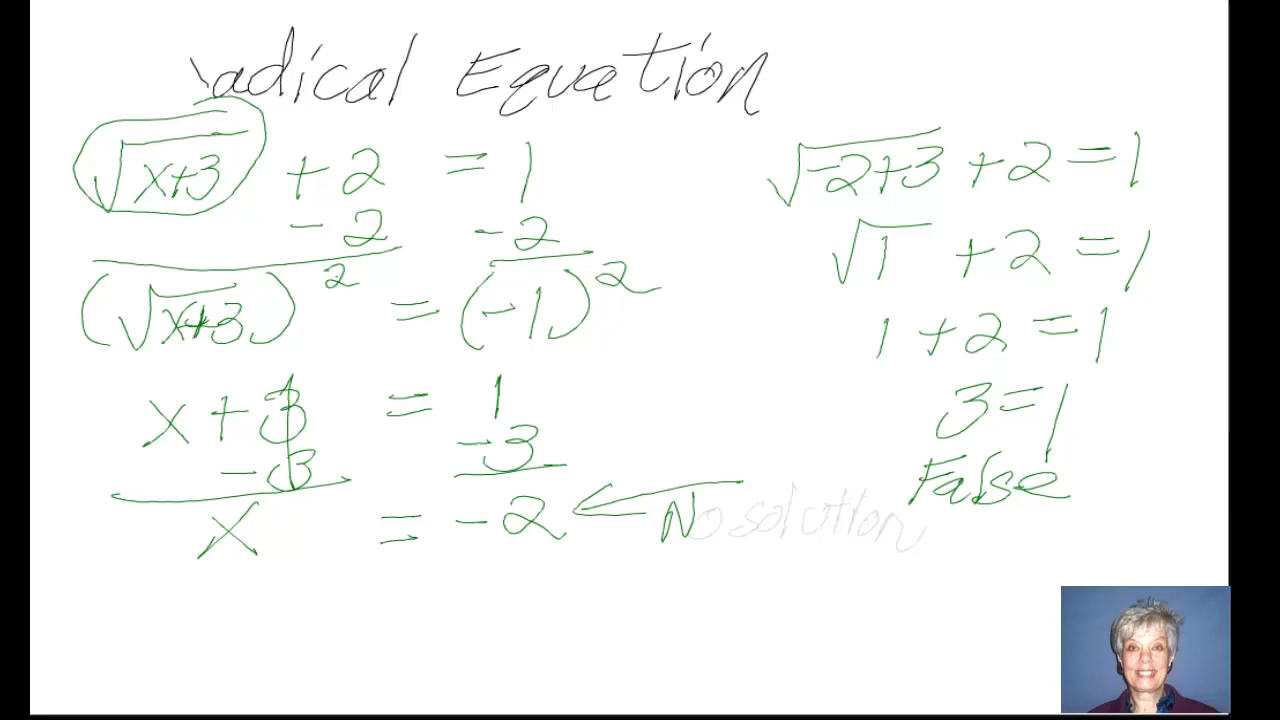 Radical Equation
√x+3 + 2 = 1
- 2 - 2
(√x+3)² = (-1)²
x + 3 = 1
- 3 - 3
x = -2 ← No solution
√-2+3 + 2 = 1
√1 + 2 = 1
1 + 2 = 1
3 = 1
False